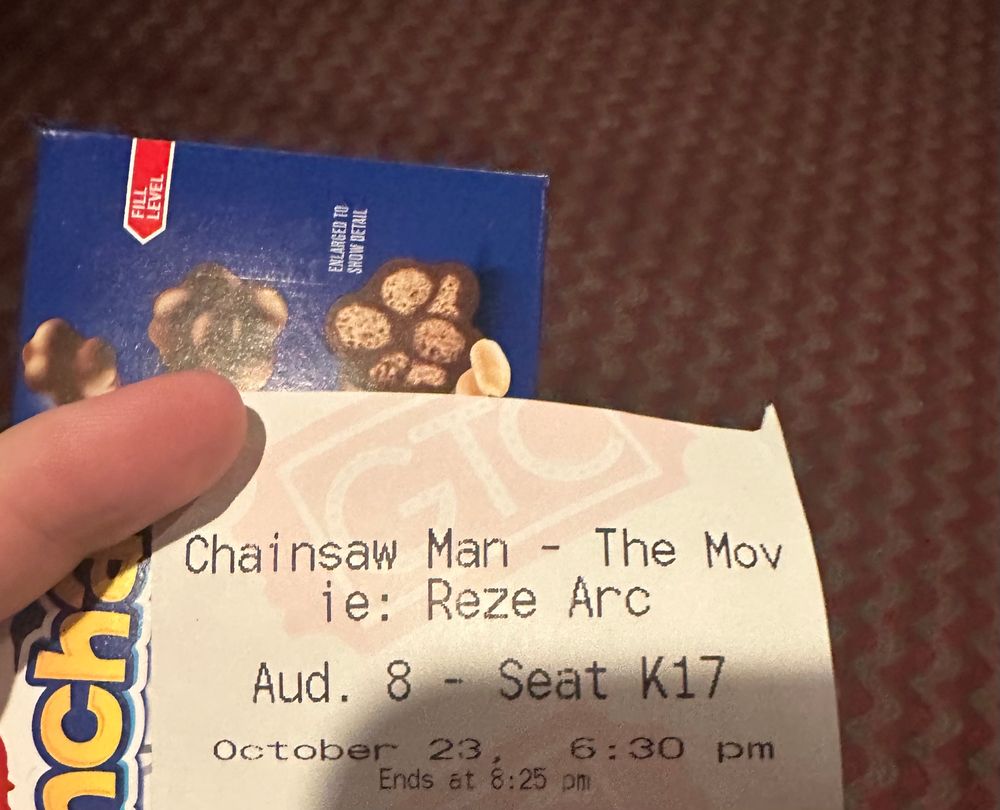 FILL
LEVEL
ENLARGED TO
SHOW DETAIL
GTC
Chainsaw Man - The Mov
ie: Reze Arc
Aud. 8 - Seat K17
October 23, 6:30 pm
Ends at 8:25 pm